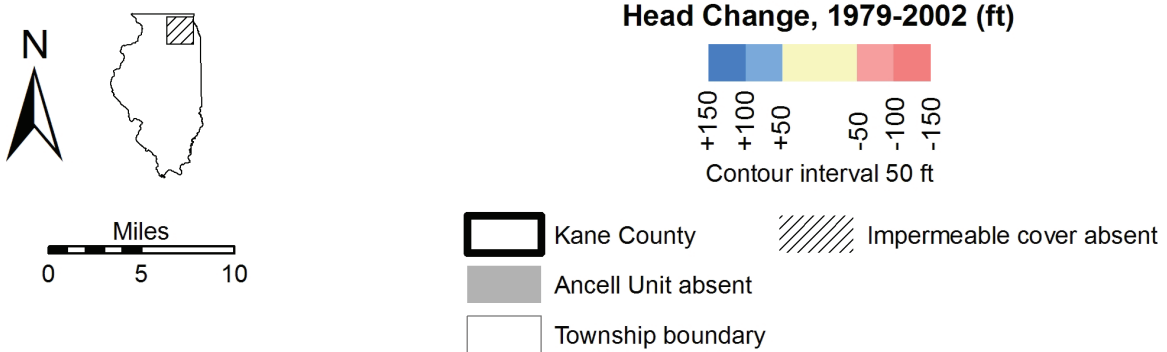 Head Change, 1979-2002 (ft)
N
+150
+100
+50
-50
-100
-150
Contour interval 50 ft
Miles
0 5 10
Kane County
Impermeable cover absent
Ancell Unit absent
Township boundary